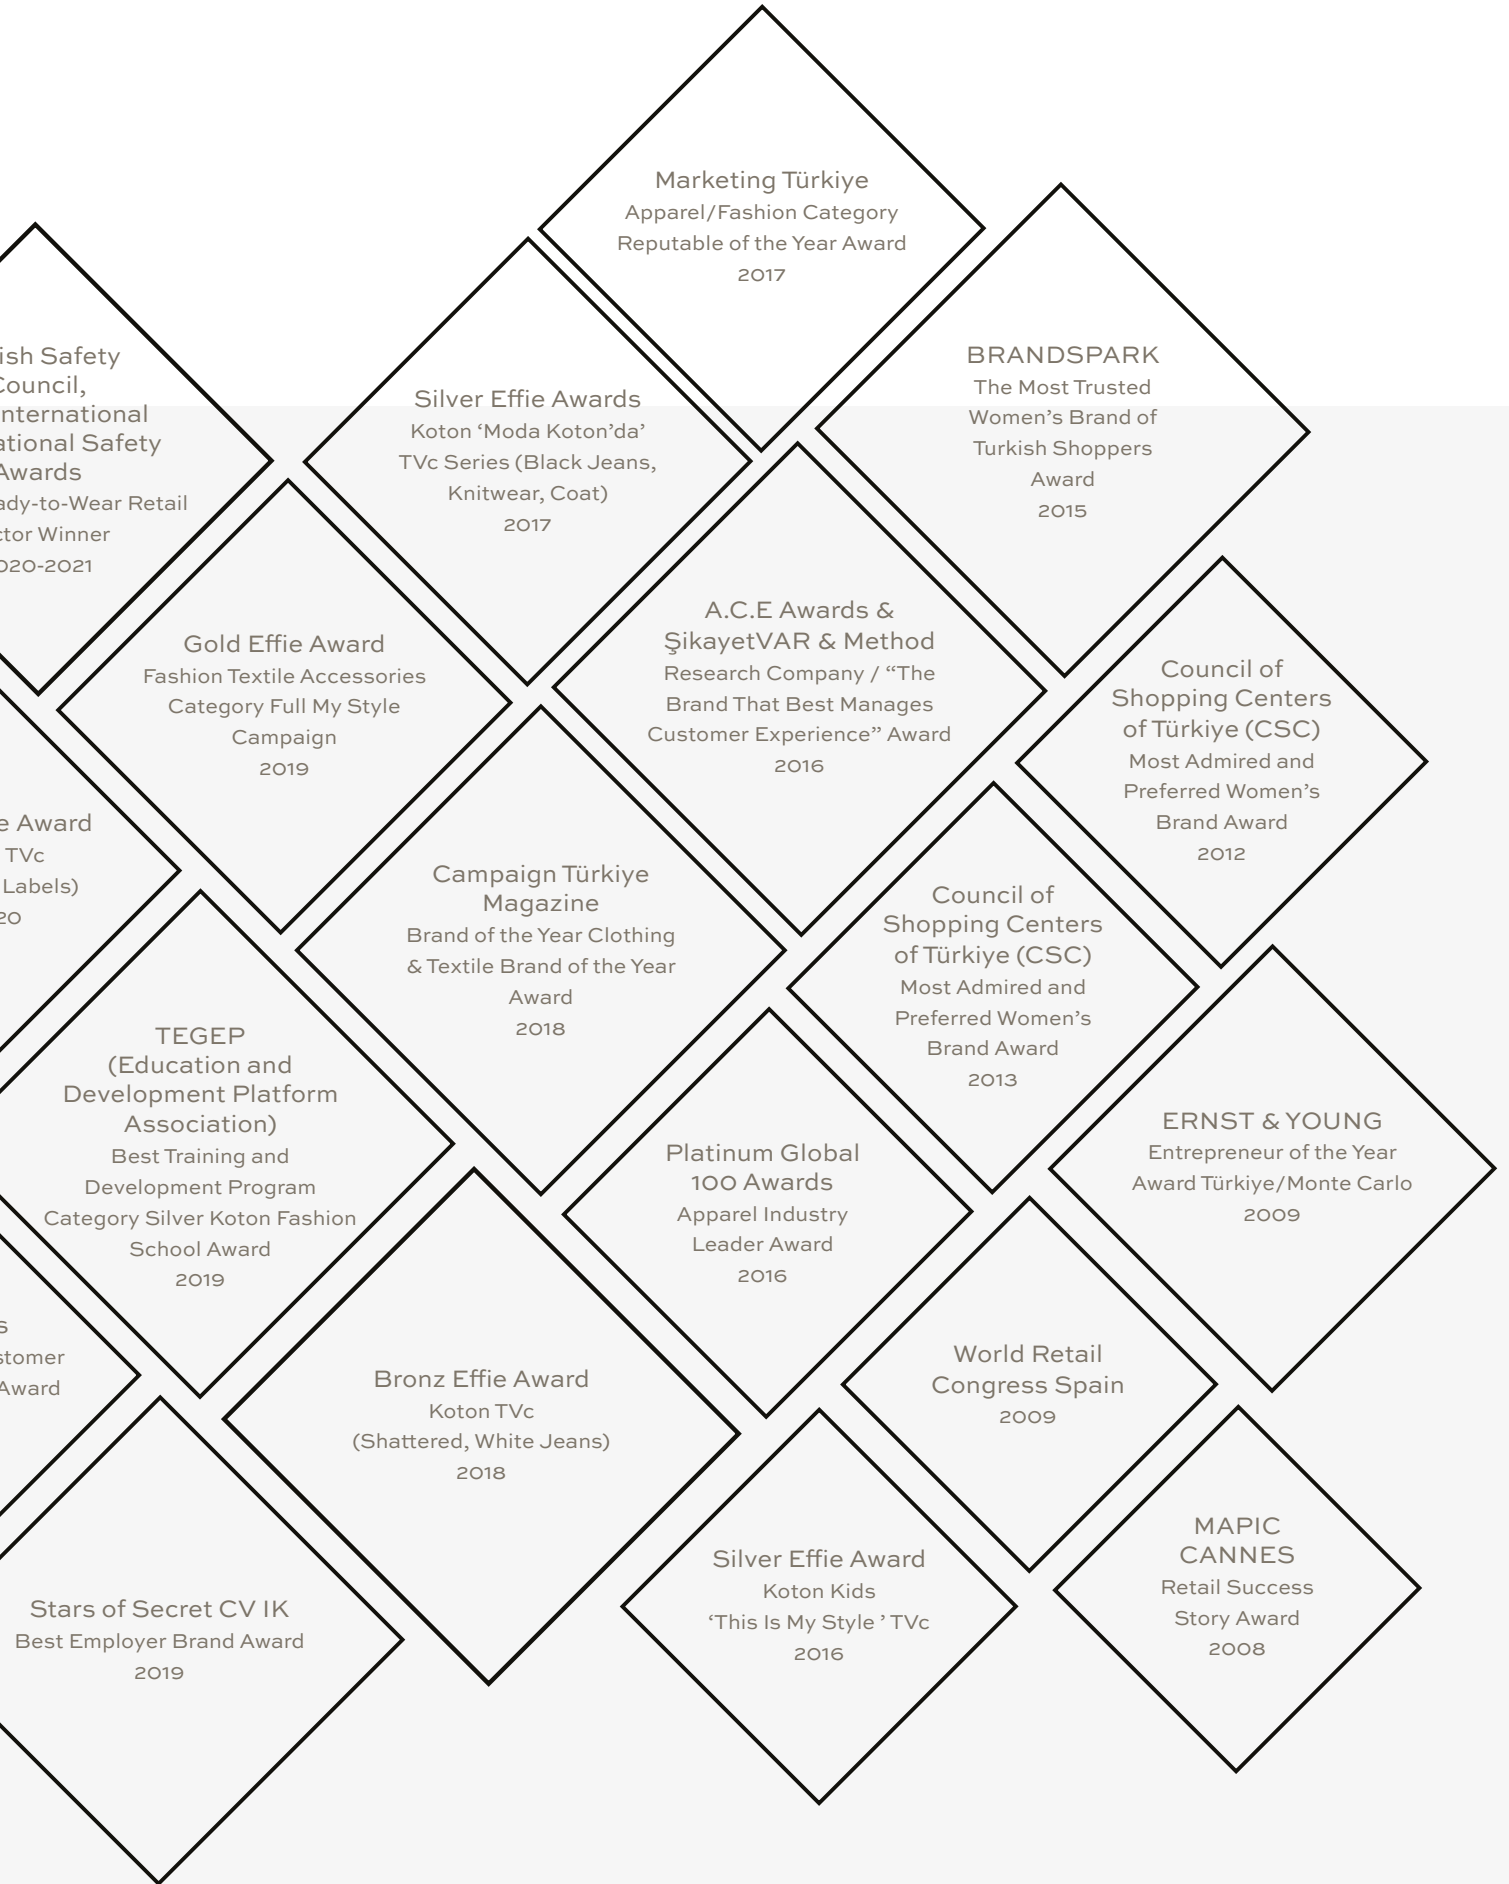 Marketing Türkiye
Apparel/Fashion Category
Reputable of the Year Award
2017
BRANDSPARK
The Most Trusted
Women's Brand of
Turkish Shoppers
Award
2015
Safety
Council,
International
Safety
Awards
Retail
Winner
2020-2021
Silver Effie Awards
Koton ‘Moda Koton’da’
TVc Series (Black Jeans,
Knitwear, Coat)
2017
Gold Effie Award
Fashion Textile Accessories
Category Full My Style
Campaign
2019
A.C.E Awards &
ŞikayetVAR & Method
Research Company / “The
Brand That Best Manages
Customer Experience” Award
2016
Council of
Shopping Centers
of Türkiye (CSC)
Most Admired and
Preferred Women’s
Brand Award
2012
Award
TVc
Labels)
Campaign Türkiye
Magazine
Brand of the Year Clothing
& Textile Brand of the Year
Award
2018
Council of
Shopping Centers
of Türkiye (CSC)
Most Admired and
Preferred Women’s
Brand Award
2013
TEGEP
(Education and
Development Platform
Association)
Best Training and
Development Program
Category Silver Koton Fashion
School Award
2019
Platinum Global
100 Awards
Apparel Industry
Leader Award
2016
ERNST & YOUNG
Entrepreneur of the Year
Award Türkiye/Monte Carlo
2009
Award
Bronz Effie Award
Koton TVc
(Shattered, White Jeans)
2018
World Retail
Congress Spain
2009
Stars of Secret CV IK
Best Employer Brand Award
2019
Silver Effie Award
Koton Kids
‘This Is My Style ’ TVc
2016
MAPIC
CANNES
Retail Success
Story Award
2008